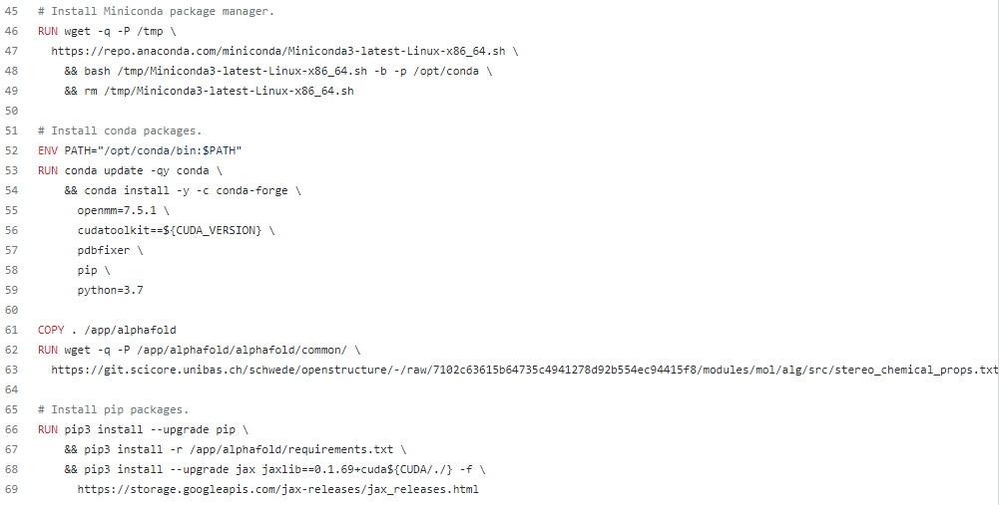 45 # Install Miniconda package manager.
46 RUN wget -q -P /tmp \
47 https://repo.anaconda.com/miniconda/Miniconda3-latest-Linux-x86_64.sh \
48 && bash /tmp/Miniconda3-latest-Linux-x86_64.sh -b -p /opt/conda \
49 && rm /tmp/Miniconda3-latest-Linux-x86_64.sh
50
51 # Install conda packages.
52 ENV PATH="/opt/conda/bin:$PATH"
53 RUN conda update -qy conda \
54 && conda install -y -c conda-forge \
55 openmm=7.5.1 \
56 cudatoolkit==${CUDA_VERSION} \
57 pdbfixer \
58 pip \
59 python=3.7
60
61 COPY . /app/alphafold
62 RUN wget -q -P /app/alphafold/alphafold/common/ \
63 https://git.scicore.unibas.ch/schwede/openstructure/-/raw/7102c63615b64735c4941278d92b554ec94415f8/modules/mol/alg/src/stereo_chemical_props.txt
64
65 # Install pip packages.
66 RUN pip3 install --upgrade pip \
67 && pip3 install -r /app/alphafold/requirements.txt \
68 && pip3 install --upgrade jax jaxlib==0.1.69+cuda${CUDA/./} -f \
69 https://storage.googleapis.com/jax-releases/jax_releases.html